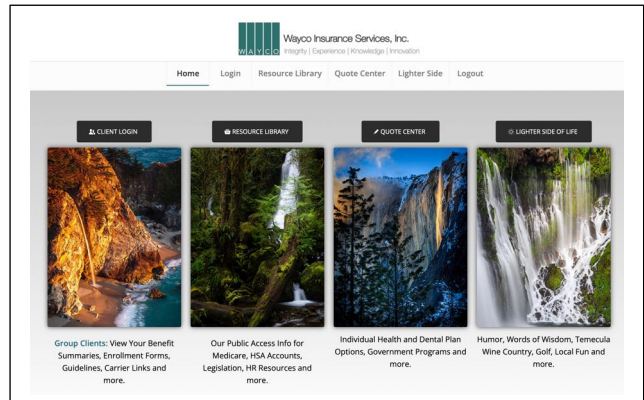 WAYCO
Wayco Insurance Services, Inc.
Integrity | Experience | Knowledge | Innovation
Home Login Resource Library Quote Center Lighter Side Logout
CLIENT LOGIN
RESOURCE LIBRARY
QUOTE CENTER
LIGHTER SIDE OF LIFE
Group Clients: View Your Benefit
Summaries, Enrollment Forms,
Guidelines, Carrier Links and
more.
Our Public Access Info for
Medicare, HSA Accounts,
Legislation, HR Resources and
more.
Individual Health and Dental Plan
Options, Government Programs and
more.
Humor, Words of Wisdom, Temecula
Wine Country, Golf, Local Fun and
more.